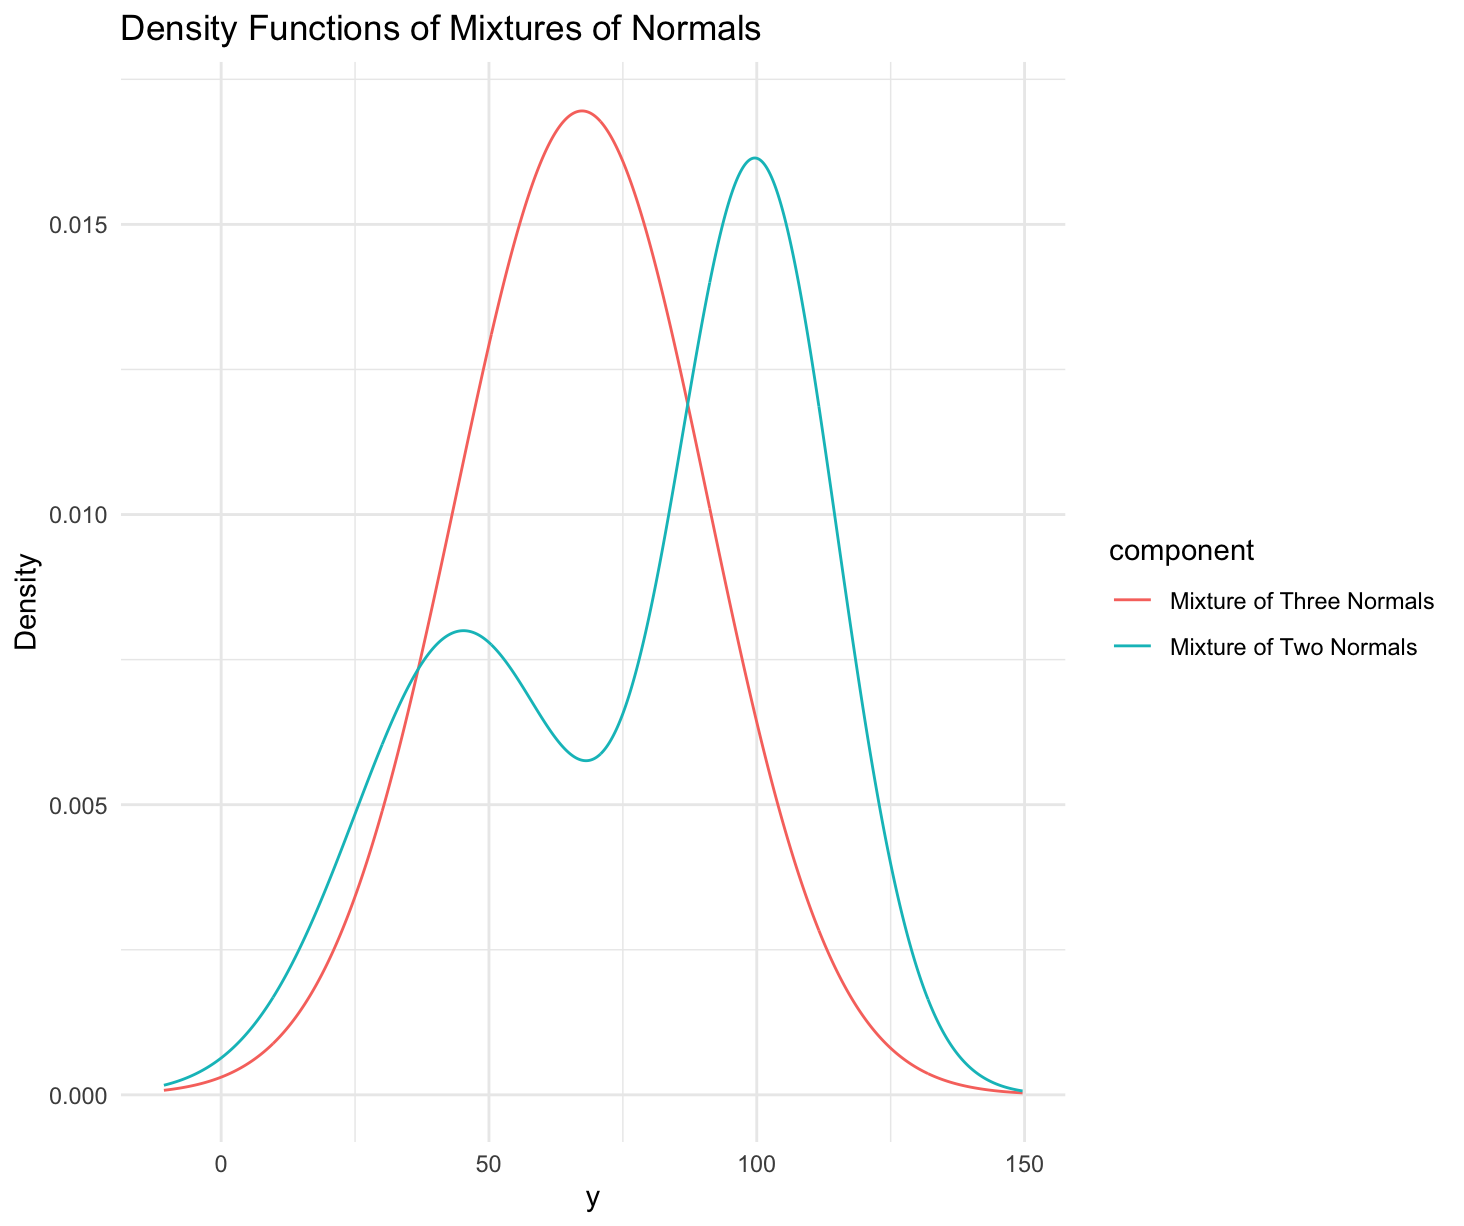 Density Functions of Mixtures of Normals
0.015
0.010
0.005
0.000
Density
0 50 100 150
y
component
Mixture of Three Normals
Mixture of Two Normals